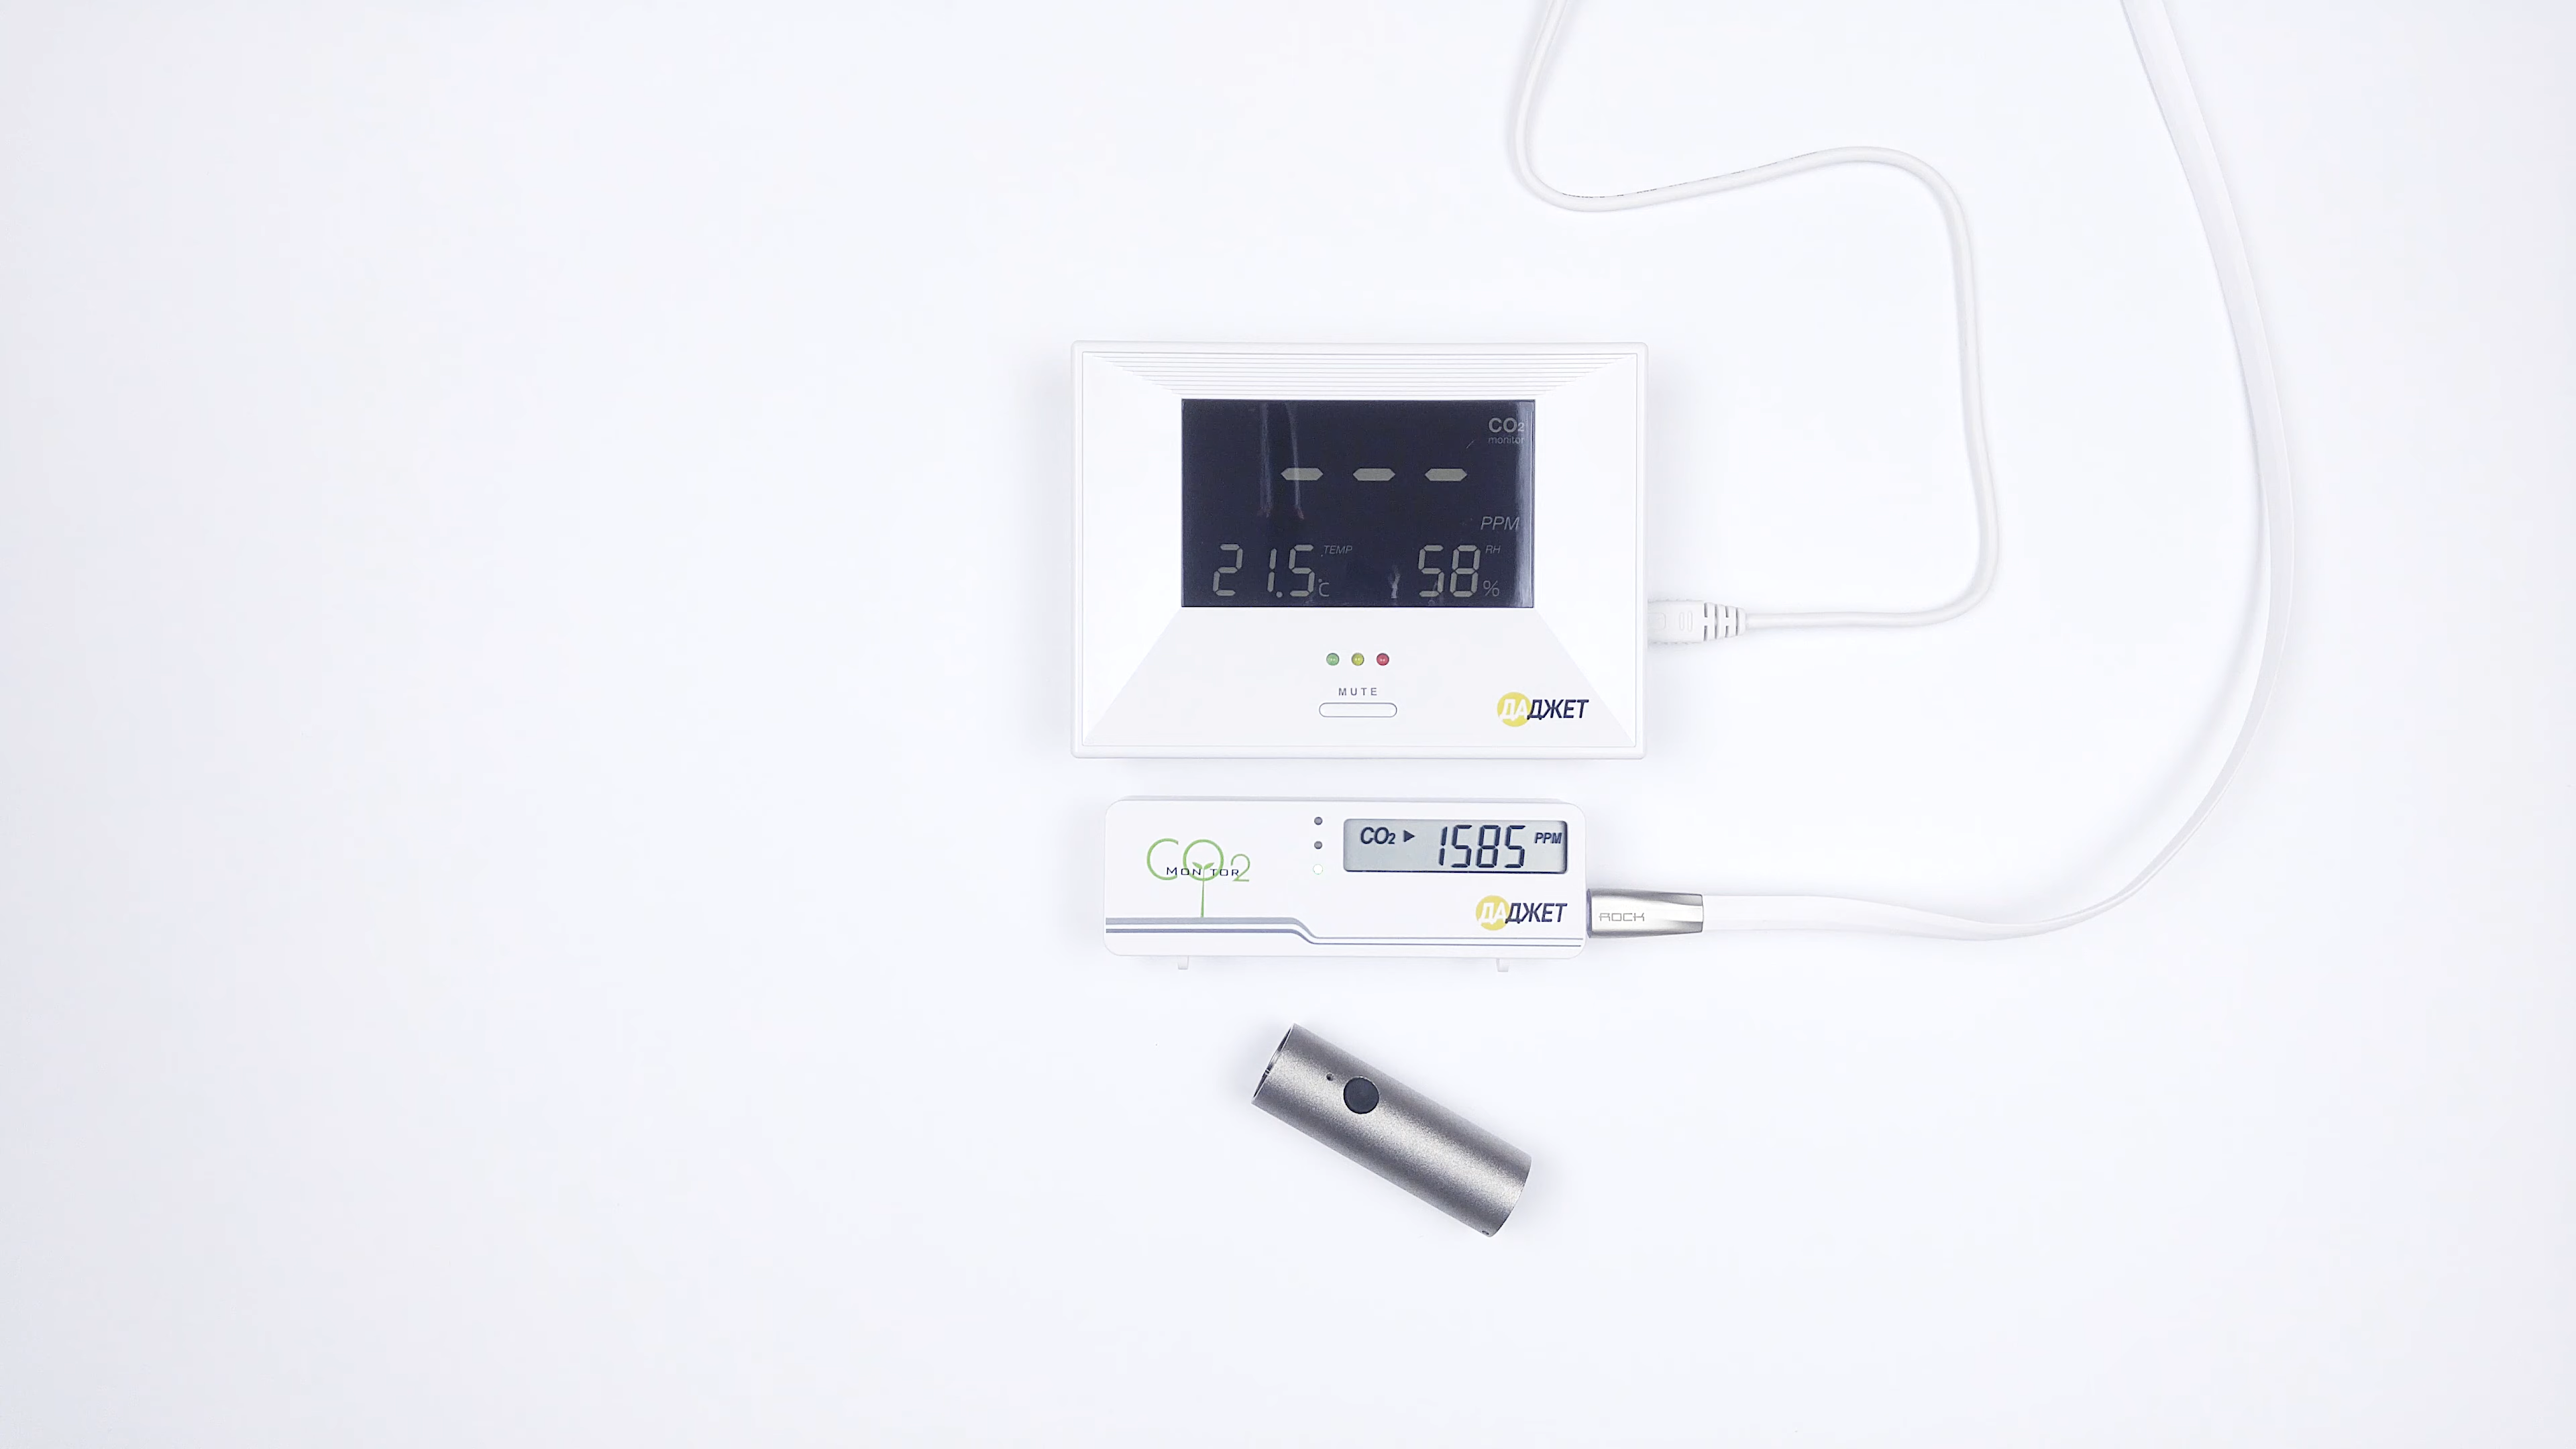 CO2
monitor
- - -
PPM
21.5 °C TEMP 58 % RH
MUTE
ДАДЖЕТ
CO2
MONITOR
CO2 ▶ 1585 PPM
ДАДЖЕТ
ROCK